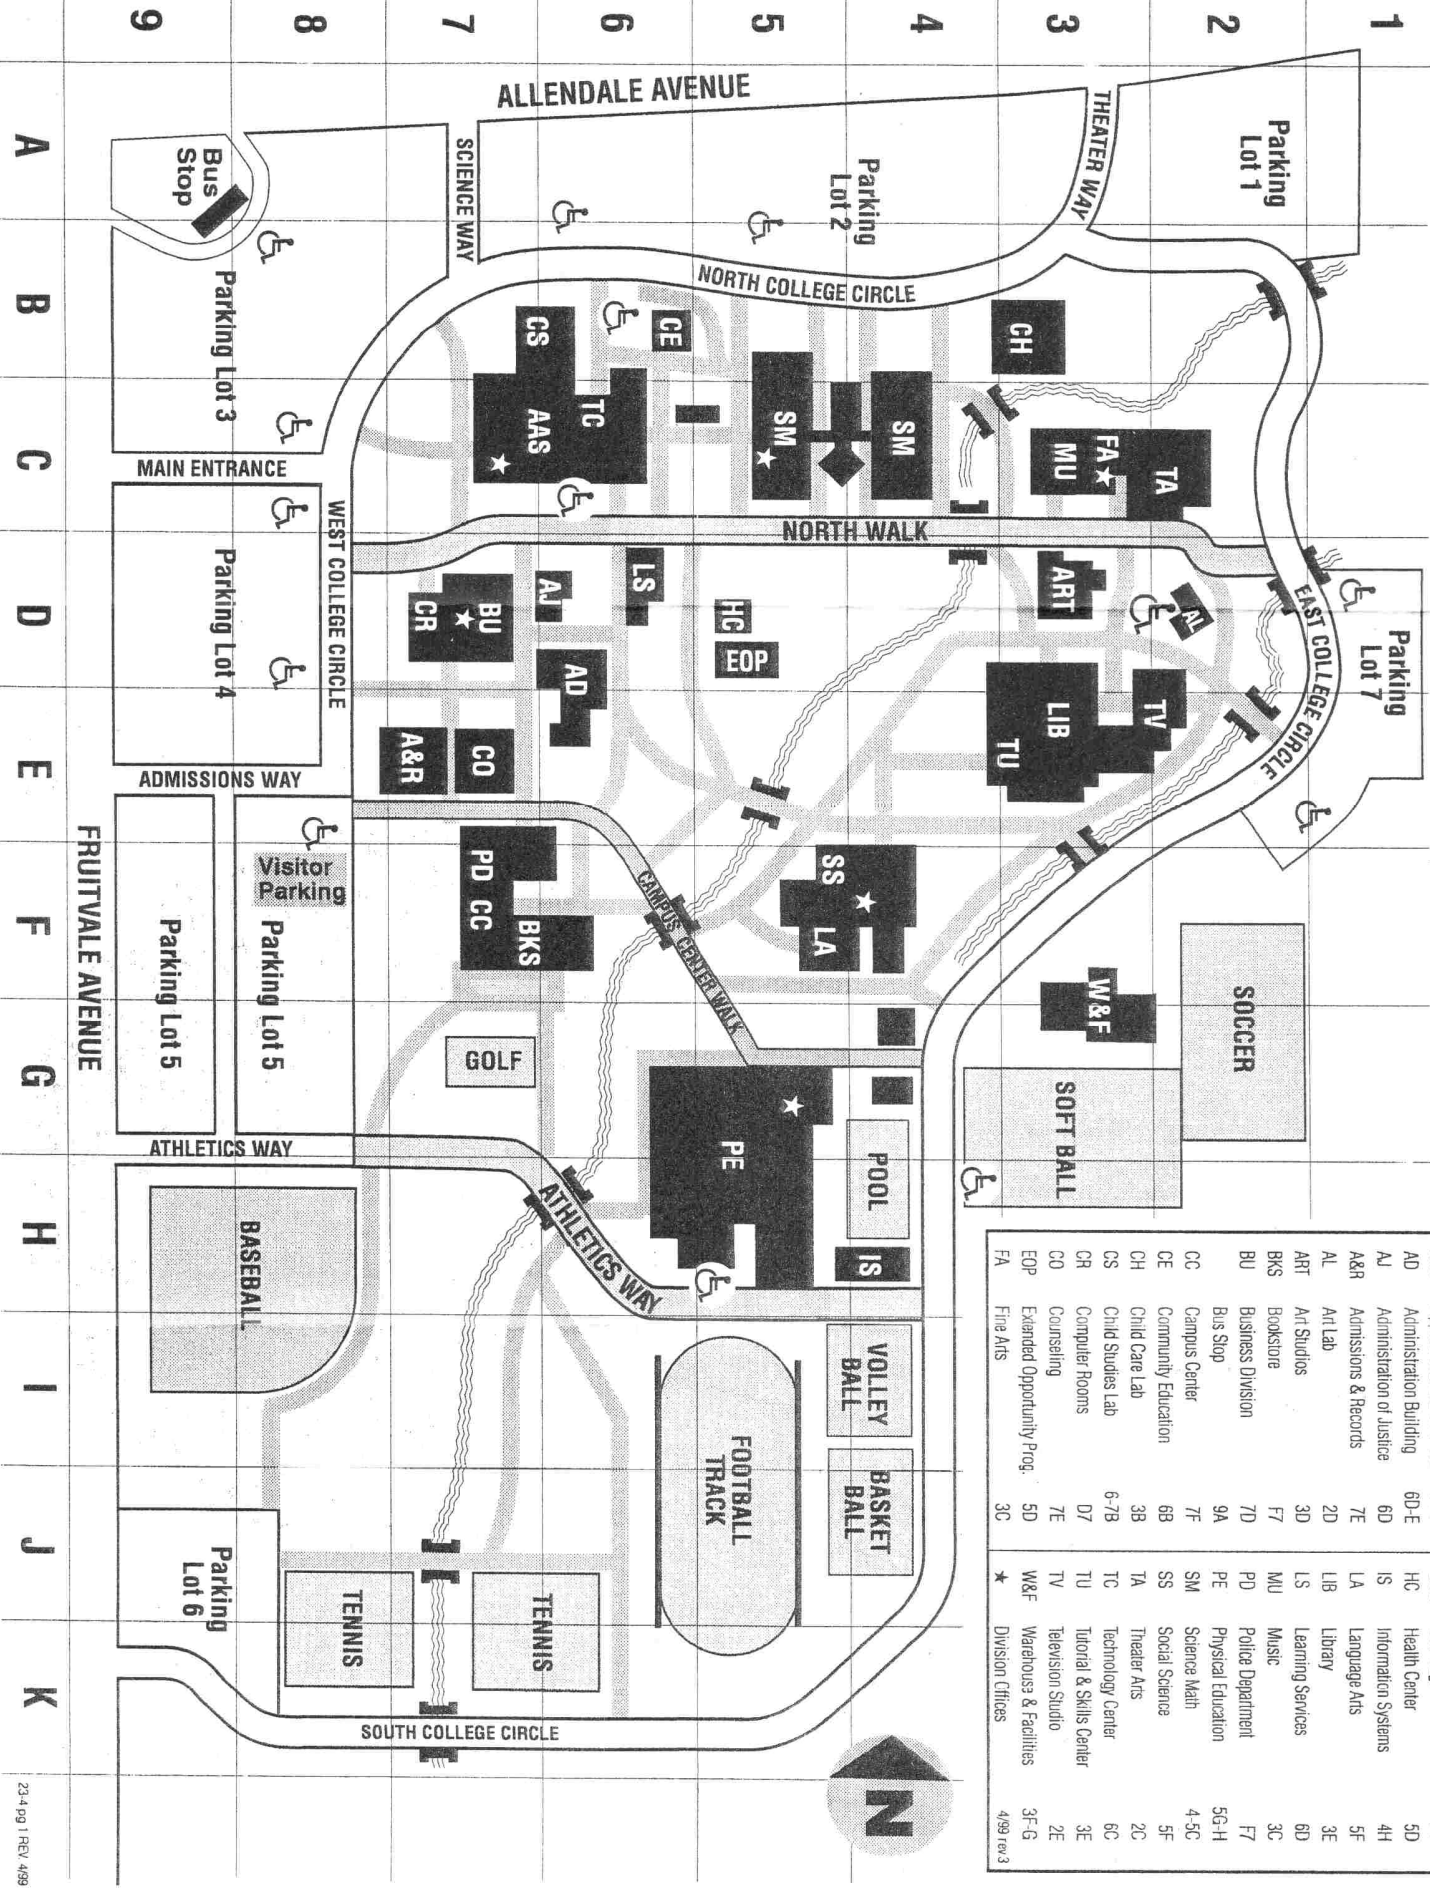 9 8 7 6 5 4 3 2 1
A
B
C
D
E
F
G
H
I
J
K
ALLENDALE AVENUE
THEATER WAY
Parking
Lot 1
SCIENCE WAY
Parking
Lot 2
Bus
Stop
NORTH COLLEGE CIRCLE
Parking Lot 3
CS
CE
CH
TC
AAS
SM
SM
MU
FA ★
TA
★
★
MAIN ENTRANCE
WEST COLLEGE CIRCLE
NORTH WALK
EAST COLLEGE CIRCLE
Parking Lot 4
CR
BU
★
AJ
LS
HC
EOP
ART
AL
Parking
Lot 7
AD
LIB
TU
TV
A&R
CO
ADMISSIONS WAY
FRUITVALE AVENUE
Visitor
Parking
Parking Lot 5
Parking Lot 5
PD CC
BKS
CAMPUS CENTER WALK
SS
★
LA
W&F
SOCCER
GOLF
SOFT BALL
PE
★
POOL
IS
ATHLETICS WAY
ATHLETICS WAY
BASEBALL
VOLLEY
BALL
BASKET
BALL
FOOTBALL
TRACK
Parking
Lot 6
TENNIS
TENNIS
SOUTH COLLEGE CIRCLE
N
AD Administration Building 6D-E
AJ Administration of Justice 6D
A&R Admissions & Records 7E
AL Art Lab 2D
ART Art Studios 3D
BKS Bookstore F7
BU Business Division 7D
Bus Stop 9A
CC Campus Center 7F
CE Community Education 6B
CH Child Care Lab 3B
CS Child Studies Lab 6-7B
CR Computer Rooms D7
CO Counseling 7E
EOP Extended Opportunity Prog. 5D
FA Fine Arts 3C
HC Health Center 5D
IS Information Systems 4H
LA Language Arts 5F
LIB Library 3E
LS Learning Services 6D
MU Music 3C
PD Police Department F7
PE Physical Education 5G-H
SM Science Math 4-5C
SS Social Science 5F
TA Theater Arts 2C
TC Technology Center 6C
TU Tutorial & Skills Center 3E
TV Television Studio 2E
W&F Warehouse & Facilities 3F-G
★ Division Offices
4/99 rev3
23-4 pg 1 REV. 4/99